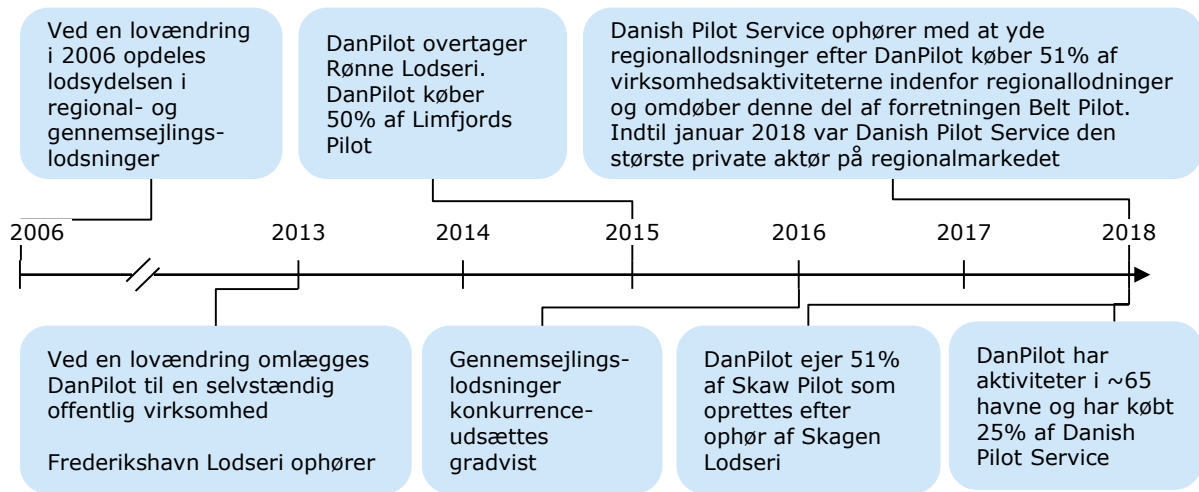 Ved en lovændring
i 2006 opdeles
lodsydelsen i
regional- og
gennemsejlings-
lodsninger
DanPilot overtager
Rønne Lodseri.
DanPilot køber
50% af Limfjords
Pilot
Danish Pilot Service ophører med at yde
regionallodsninger efter DanPilot køber 51% af
virksomhedsaktiviteterne indenfor regionallodninger
og omdøber denne del af forretningen Belt Pilot.
Indtil januar 2018 var Danish Pilot Service den
største private aktør på regionalmarkedet
2006 2013 2014 2015 2016 2017 2018
Ved en lovændring omlægges
DanPilot til en selvstændig
offentlig virksomhed
Frederikshavn Lodseri ophører
Gennemsejlings-
lodsninger
konkurrence-
udsættes
gradvist
DanPilot ejer 51%
af Skaw Pilot som
oprettes efter
ophør af Skagen
Lodseri
DanPilot har
aktiviteter i ~65
havne og har købt
25% af Danish
Pilot Service